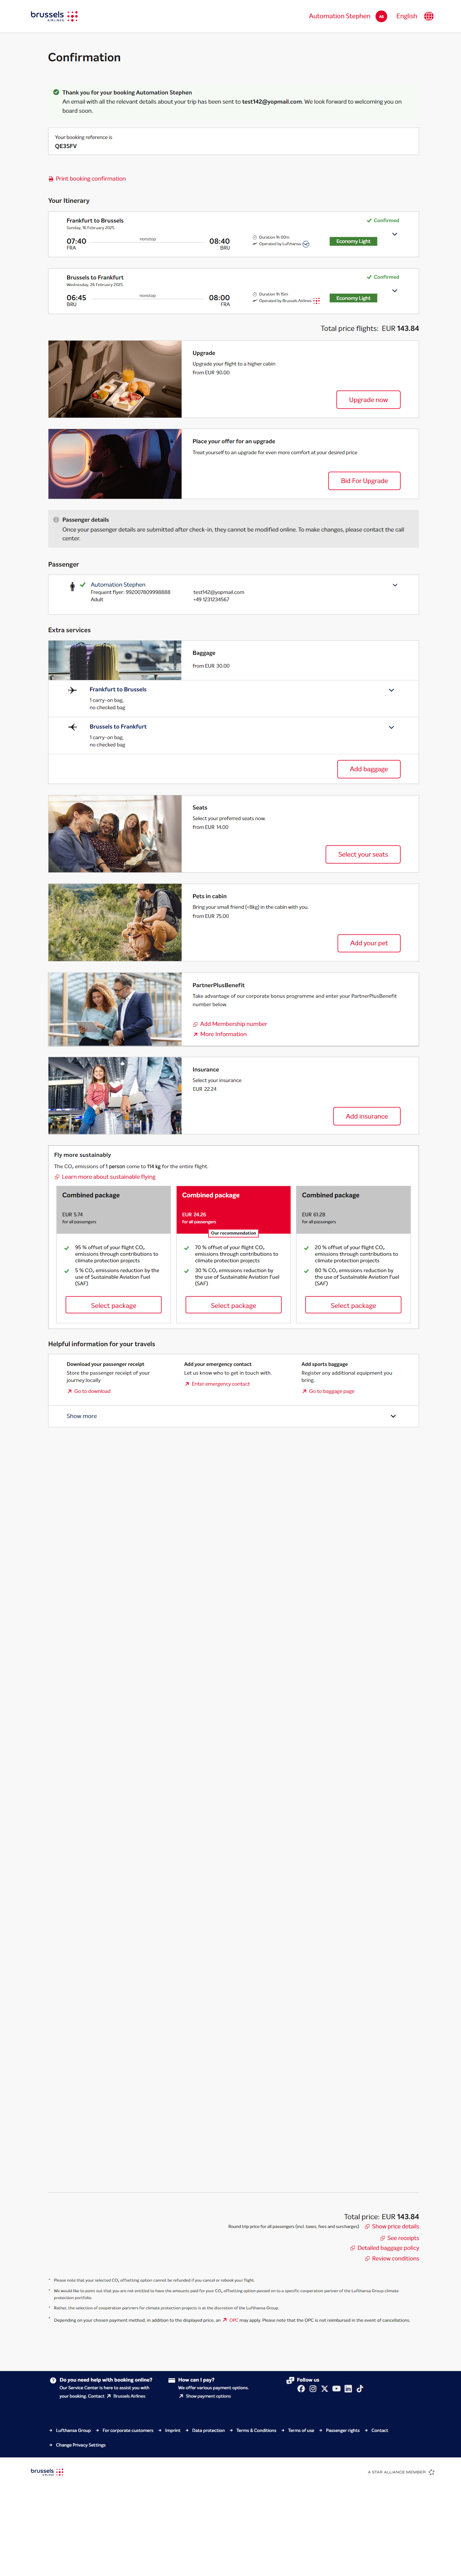 brussels
AIRLINES
Automation Stephen
AS
English
Confirmation
Thank you for your booking Automation Stephen
An email with all the relevant details about your trip has been sent to test142@yopmail.com. We look forward to welcoming you on
board soon.
Your booking reference is
QE35FV
Print booking confirmation
Your Itinerary
Frankfurt to Brussels
Confirmed
Sunday, 16 February 2025
07:40
nonstop
08:40
FRA
BRU
Duration 1h 00m
Operated by Lufthansa
Economy Light
Brussels to Frankfurt
Confirmed
Wednesday, 26 February 2025
06:45
nonstop
08:00
BRU
FRA
Duration 1h 15m
Operated by Brussels Airlines
Economy Light
Total price flights: EUR 143.84
Upgrade
Upgrade your flight to a higher cabin
from EUR 90.00
Upgrade now
Place your offer for an upgrade
Treat yourself to an upgrade for even more comfort at your desired price
Bid For Upgrade
Passenger details
Once your passenger details are submitted after check-in, they cannot be modified online. To make changes, please contact the call
center.
Passenger
Automation Stephen
Frequent flyer: 992007809998888
test142@yopmail.com
Adult
+49 1231234567
Extra services
Baggage
from EUR 30.00
Frankfurt to Brussels
1 carry-on bag,
no checked bag
Brussels to Frankfurt
1 carry-on bag,
no checked bag
Add baggage
Seats
Select your preferred seats now.
from EUR 14.00
Select your seats
Pets in cabin
Bring your small friend (<8kg) in the cabin with you.
from EUR 75.00
Add your pet
PartnerPlusBenefit
Take advantage of our corporate bonus programme and enter your PartnerPlusBenefit
number below.
Add Membership number
More Information
Insurance
Select your insurance
EUR 22.24
Add insurance
Fly more sustainably
The CO₂ emissions of 1 person come to 114 kg for the entire flight.
Learn more about sustainable flying
Combined package
EUR 5.74
for all passengers
95 % offset of your flight CO₂
emissions through contributions to
climate protection projects
5 % CO₂ emissions reduction by the
use of Sustainable Aviation Fuel
(SAF)
Select package
Combined package
EUR 24.26
for all passengers
Our recommendation
70 % offset of your flight CO₂
emissions through contributions to
climate protection projects
30 % CO₂ emissions reduction by
the use of Sustainable Aviation Fuel
(SAF)
Select package
Combined package
EUR 61.28
for all passengers
20 % offset of your flight CO₂
emissions through contributions to
climate protection projects
80 % CO₂ emissions reduction by
the use of Sustainable Aviation Fuel
(SAF)
Select package
Helpful information for your travels
Download your passenger receipt
Store the passenger receipt of your
journey locally
Go to download
Add your emergency contact
Let us know who to get in touch with.
Enter emergency contact
Add sports baggage
Register any additional equipment you
bring
Go to baggage page
Show more
Total price: EUR 143.84
Round trip price for all passengers (incl. taxes, fees and surcharges)
Show price details
See receipts
Detailed baggage policy
Review conditions
* Please note that your selected CO₂ offsetting option cannot be refunded if you cancel or rebook your flight.
* We would like to point out that you are not entitled to have the amounts paid for your CO₂ offsetting option passed on to a specific cooperation partner of the Lufthansa Group climate
protection portfolio.
* Rather, the selection of cooperation partners for climate protection projects is at the discretion of the Lufthansa Group.
* Depending on your chosen payment method, in addition to the displayed price, an OPC may apply. Please note that the OPC is not reimbursed in the event of cancellations.
Do you need help with booking online?
Our Service Center is here to assist you with
your booking. Contact Brussels Airlines
How can I pay?
We offer various payment options.
Show payment options
Follow us
Lufthansa Group
For corporate customers
Imprint
Data protection
Terms & Conditions
Terms of use
Passenger rights
Contact
Change Privacy Settings
brussels
AIRLINES
A STAR ALLIANCE MEMBER